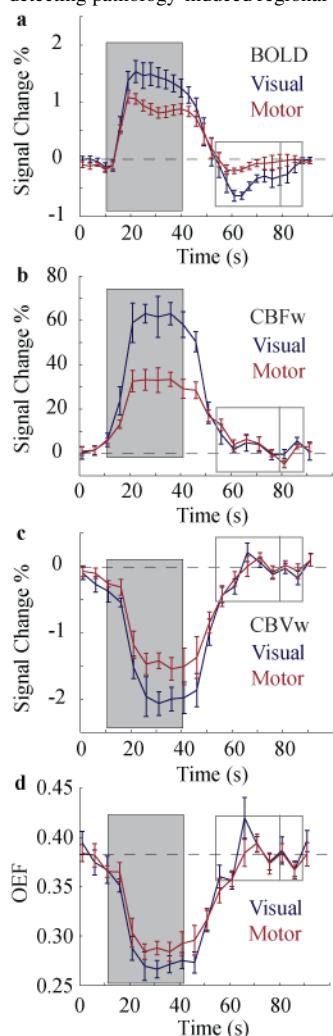 detecting pathology-induced regional
a
Signal Change %
2
1
0
-1
BOLD
Visual
Motor
0 20 40 60 80
Time (s)
b
Signal Change %
80
60
40
20
0
CBFw
Visual
Motor
0 20 40 60 80
Time (s)
c
Signal Change %
0
-1
-2
CBVw
Visual
Motor
0 20 40 60 80
Time (s)
d
OEF
0.45
0.40
0.35
0.30
0.25
Visual
Motor
0 20 40 60 80
Time (s)